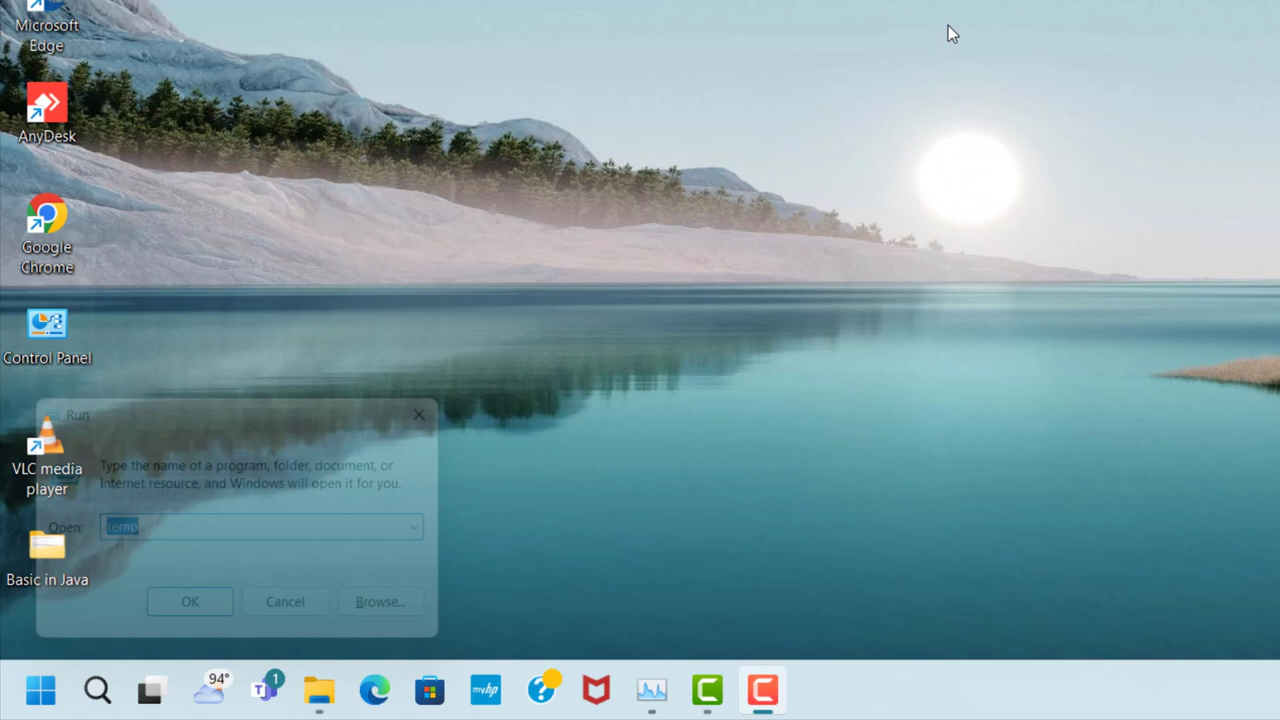 Microsoft
Edge
AnyDesk
Google
Chrome
Control Panel
VLC media
player
Basic in Java
Run
Type the name of a program, folder, document, or
Internet resource, and Windows will open it for you.
Open:
temp
OK
Cancel
Browse...
94°
T
1
myhp
?